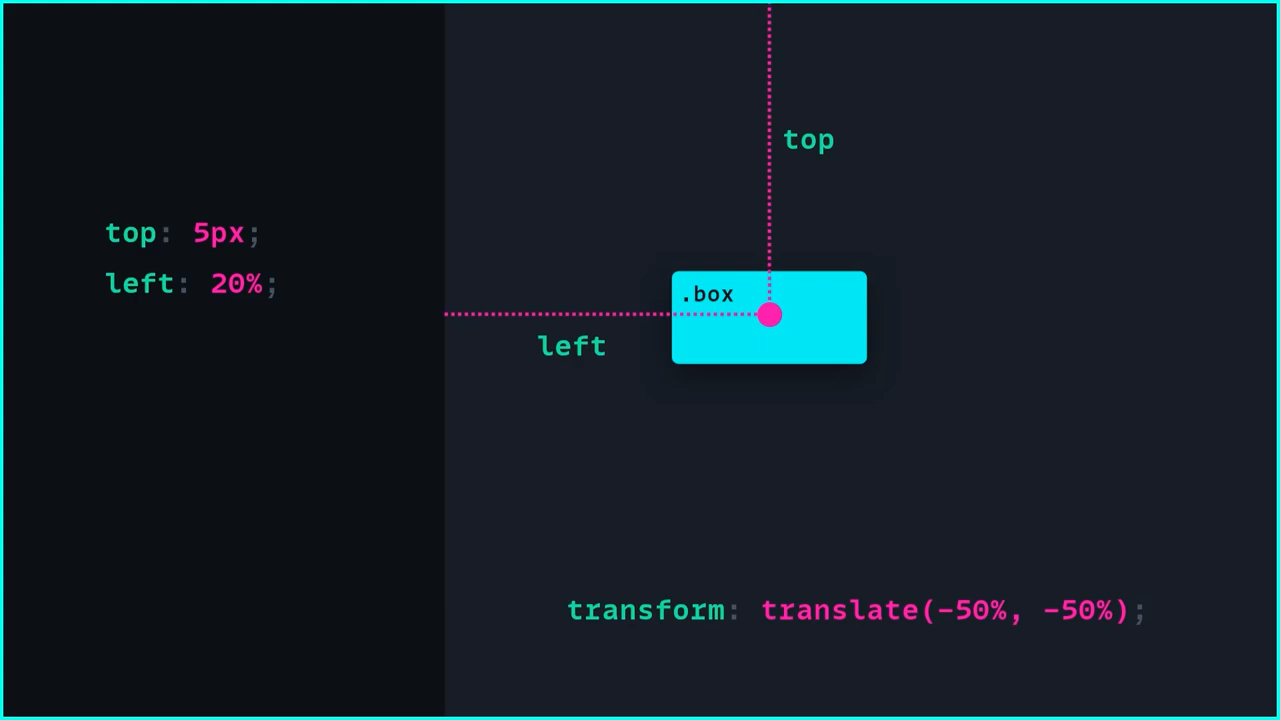 top
top: 5px;
left: 20%;
.box
left
transform: translate(-50%, -50%);